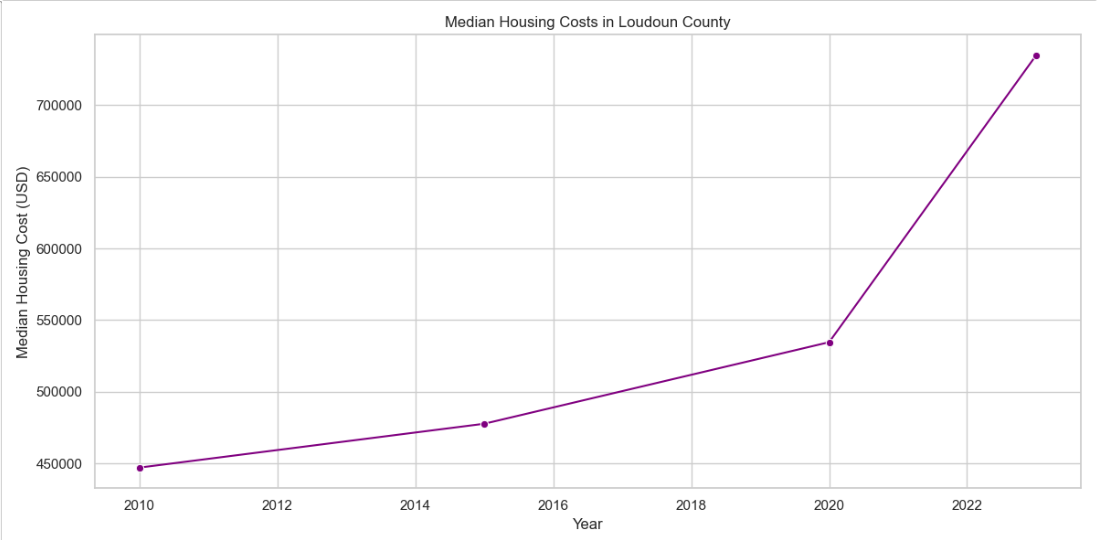 Median Housing Costs in Loudoun County
Median Housing Cost (USD)
700000
650000
600000
550000
500000
450000
2010 2012 2014 2016 2018 2020 2022
Year